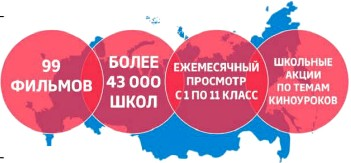 99
ФИЛЬМОВ
БОЛЕЕ
43 000
ШКОЛ
ЕЖЕМЕСЯЧНЫЙ
ПРОСМОТР
С 1 ПО 11 КЛАСС
ШКОЛЬНЫЕ
АКЦИИ
ПО ТЕМАМ
КИНОУРОКОВ